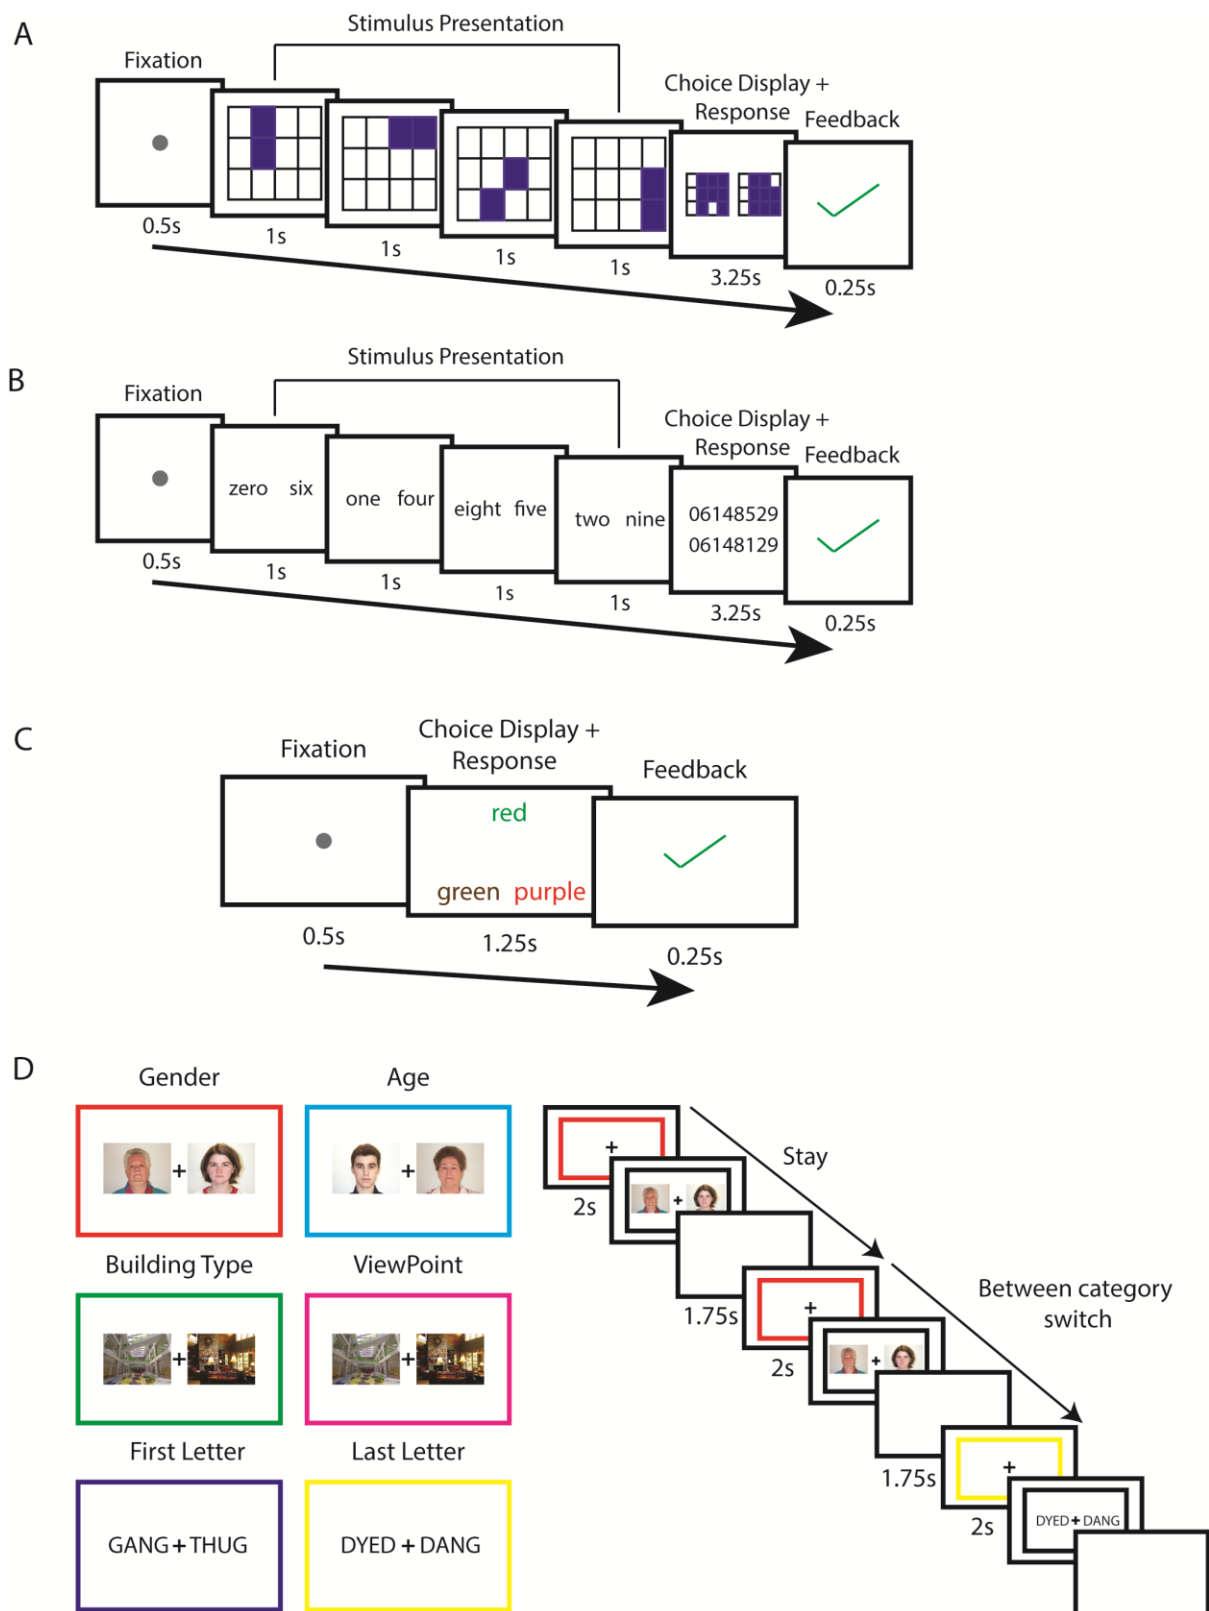 A
Stimulus Presentation
Fixation
Choice Display +
Response
Feedback
0.5s
1s
1s
1s
1s
3.25s
0.25s
B
Stimulus Presentation
Fixation
Choice Display +
Response
Feedback
zero six
one four
eight five
two nine
06148529
06148129
0.5s
1s
1s
1s
1s
3.25s
0.25s
C
Fixation
Choice Display +
Response
Feedback
red
green purple
0.5s
1.25s
0.25s
D
Gender
Age
+
+
Building Type
ViewPoint
+
+
First Letter
Last Letter
GANG + THUG
DYED + DANG
+
Stay
2s
+
1.75s
+
Between category
switch
2s
+
1.75s
+
2s
DYED + DANG